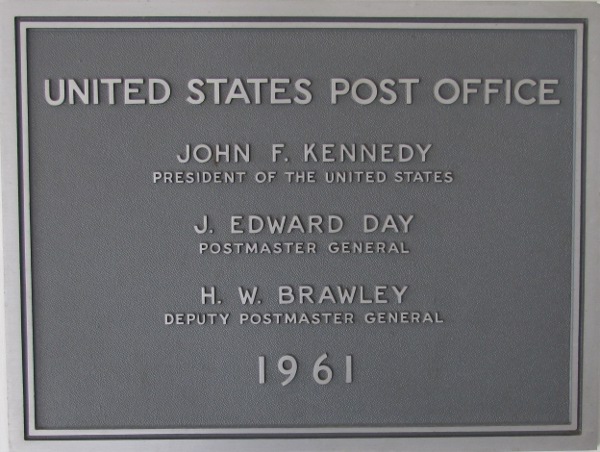 UNITED STATES POST OFFICE
JOHN F. KENNEDY
PRESIDENT OF THE UNITED STATES
J. EDWARD DAY
POSTMASTER GENERAL
H. W. BRAWLEY
DEPUTY POSTMASTER GENERAL
1961